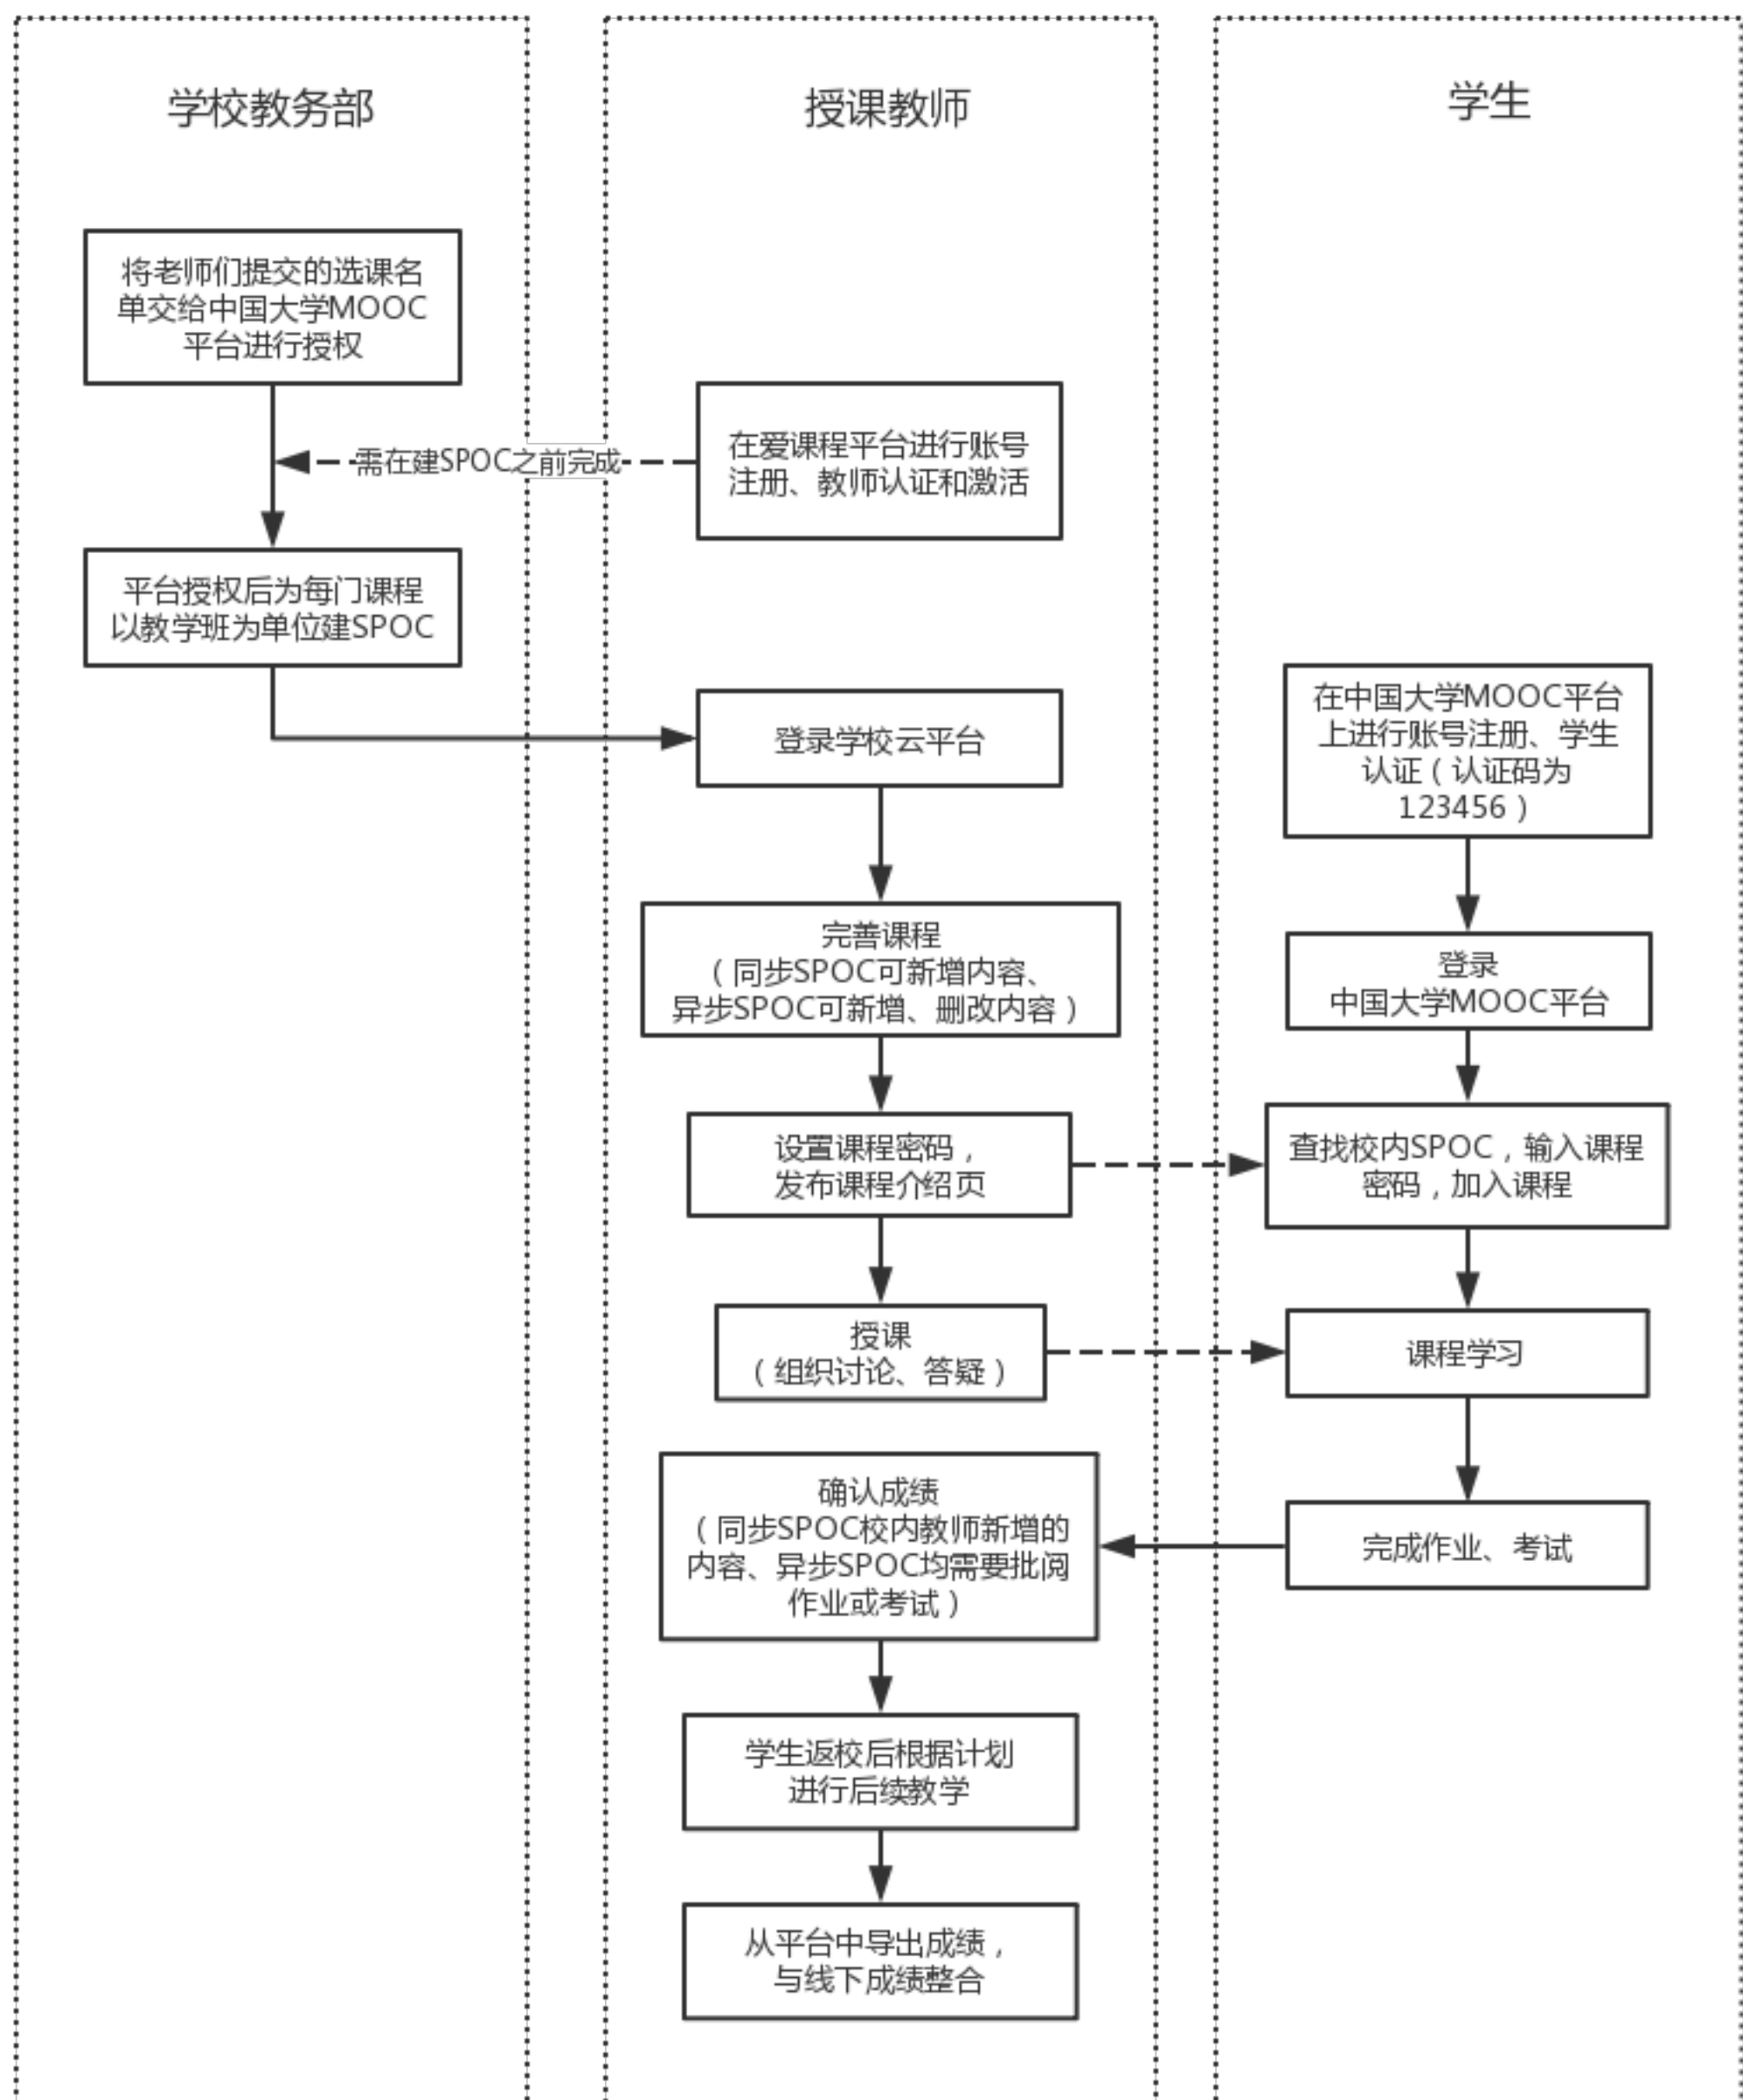 学校教务部
将老师们提交的选课名
单交给中国大学MOOC
平台进行授权
需在建SPOC之前完成
平台授权后为每门课程
以教学班为单位建SPOC
授课教师
在爱课程平台进行账号
注册、教师认证和激活
登录学校云平台
完善课程
（同步SPOC可新增内容、
异步SPOC可新增、删改内容）
设置课程密码，
发布课程介绍页
授课
（组织讨论、答疑）
确认成绩
（同步SPOC校内教师新增的
内容、异步SPOC均需要批阅
作业或考试）
学生返校后根据计划
进行后续教学
从平台中导出成绩，
与线下成绩整合
学生
在中国大学MOOC平台
上进行账号注册、学生
认证（认证码为
123456）
登录
中国大学MOOC平台
查找校内SPOC，输入课程
密码，加入课程
课程学习
完成作业、考试